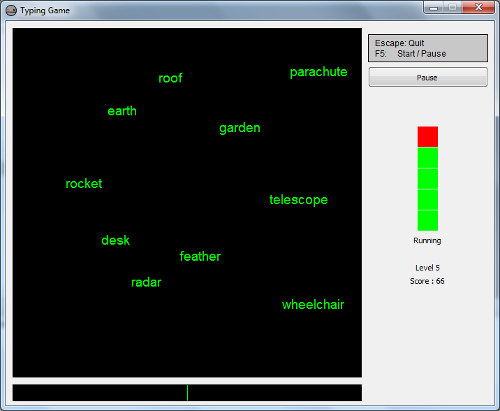 Typing Game
Escape: Quit
F5: Start / Pause
Pause
roof
parachute
earth
garden
rocket
telescope
desk
feather
radar
wheelchair
Running
Level 5
Score : 66